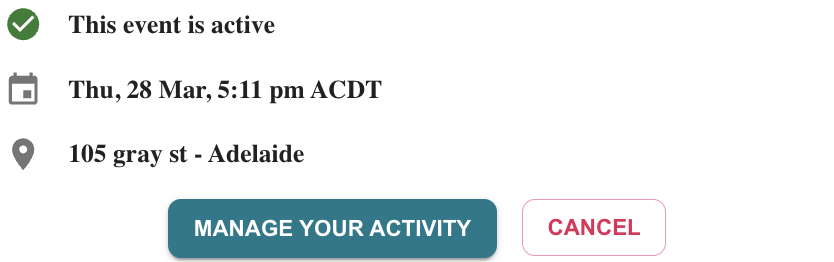 This event is active
Thu, 28 Mar, 5:11 pm ACDT
105 gray st - Adelaide
MANAGE YOUR ACTIVITY CANCEL